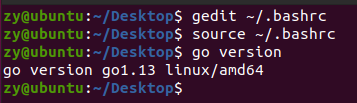 zy@ubuntu:~/Desktop$ gedit ~/.bashrc
zy@ubuntu:~/Desktop$ source ~/.bashrc
zy@ubuntu:~/Desktop$ go version
go version go1.13 linux/amd64
zy@ubuntu:~/Desktop$